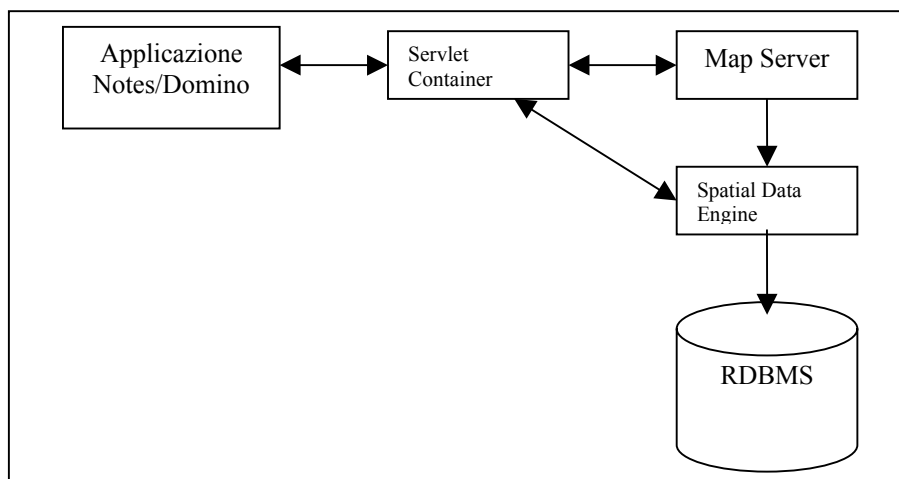 Applicazione
Notes/Domino
Servlet
Container
Map Server
Spatial Data
Engine
RDBMS